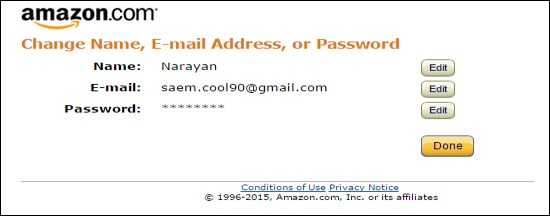 amazon.com
Change Name, E-mail Address, or Password
Name: Narayan Edit
E-mail: saem.cool90@gmail.com Edit
Password: ******** Edit
Done
Conditions of Use Privacy Notice
© 1996-2015, Amazon.com, Inc. or its affiliates